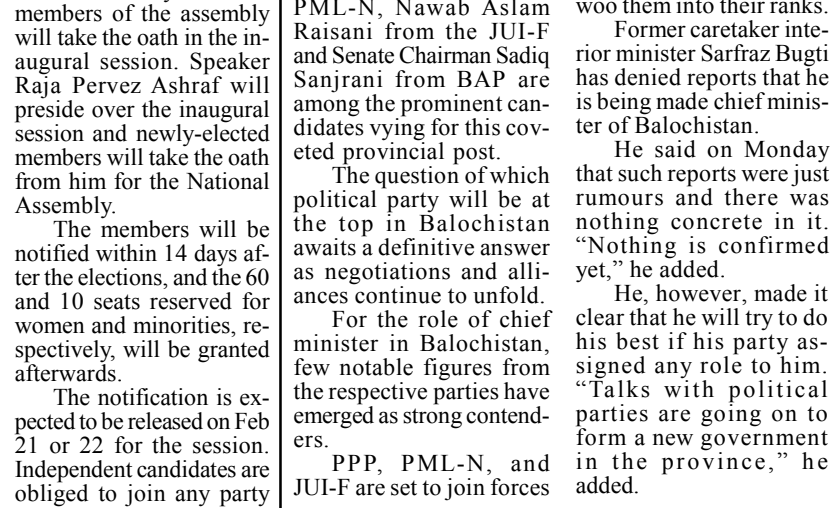 members of the assembly
will take the oath in the in-
augural session. Speaker
Raja Pervez Ashraf will
preside over the inaugural
session and newly-elected
members will take the oath
from him for the National
Assembly.
The members will be
notified within 14 days af-
ter the elections, and the 60
and 10 seats reserved for
women and minorities, re-
spectively, will be granted
afterwards.
The notification is ex-
pected to be released on Feb
21 or 22 for the session.
Independent candidates are
obliged to join any party
PML-N, Nawab Aslam
Raisani from the JUI-F
and Senate Chairman Sadiq
Sanjrani from BAP are
among the prominent can-
didates vying for this cov-
eted provincial post.
The question of which
political party will be at
the top in Balochistan
awaits a definitive answer
as negotiations and alli-
ances continue to unfold.
For the role of chief
minister in Balochistan,
few notable figures from
the respective parties have
emerged as strong contend-
ers.
PPP, PML-N, and
JUI-F are set to join forces
woo them into their ranks.
Former caretaker inte-
rior minister Sarfraz Bugti
has denied reports that he
is being made chief minis-
ter of Balochistan.
He said on Monday
that such reports were just
rumours and there was
nothing concrete in it.
“Nothing is confirmed
yet,” he added.
He, however, made it
clear that he will try to do
his best if his party as-
signed any role to him.
“Talks with political
parties are going on to
form a new government
in the province,” he
added.